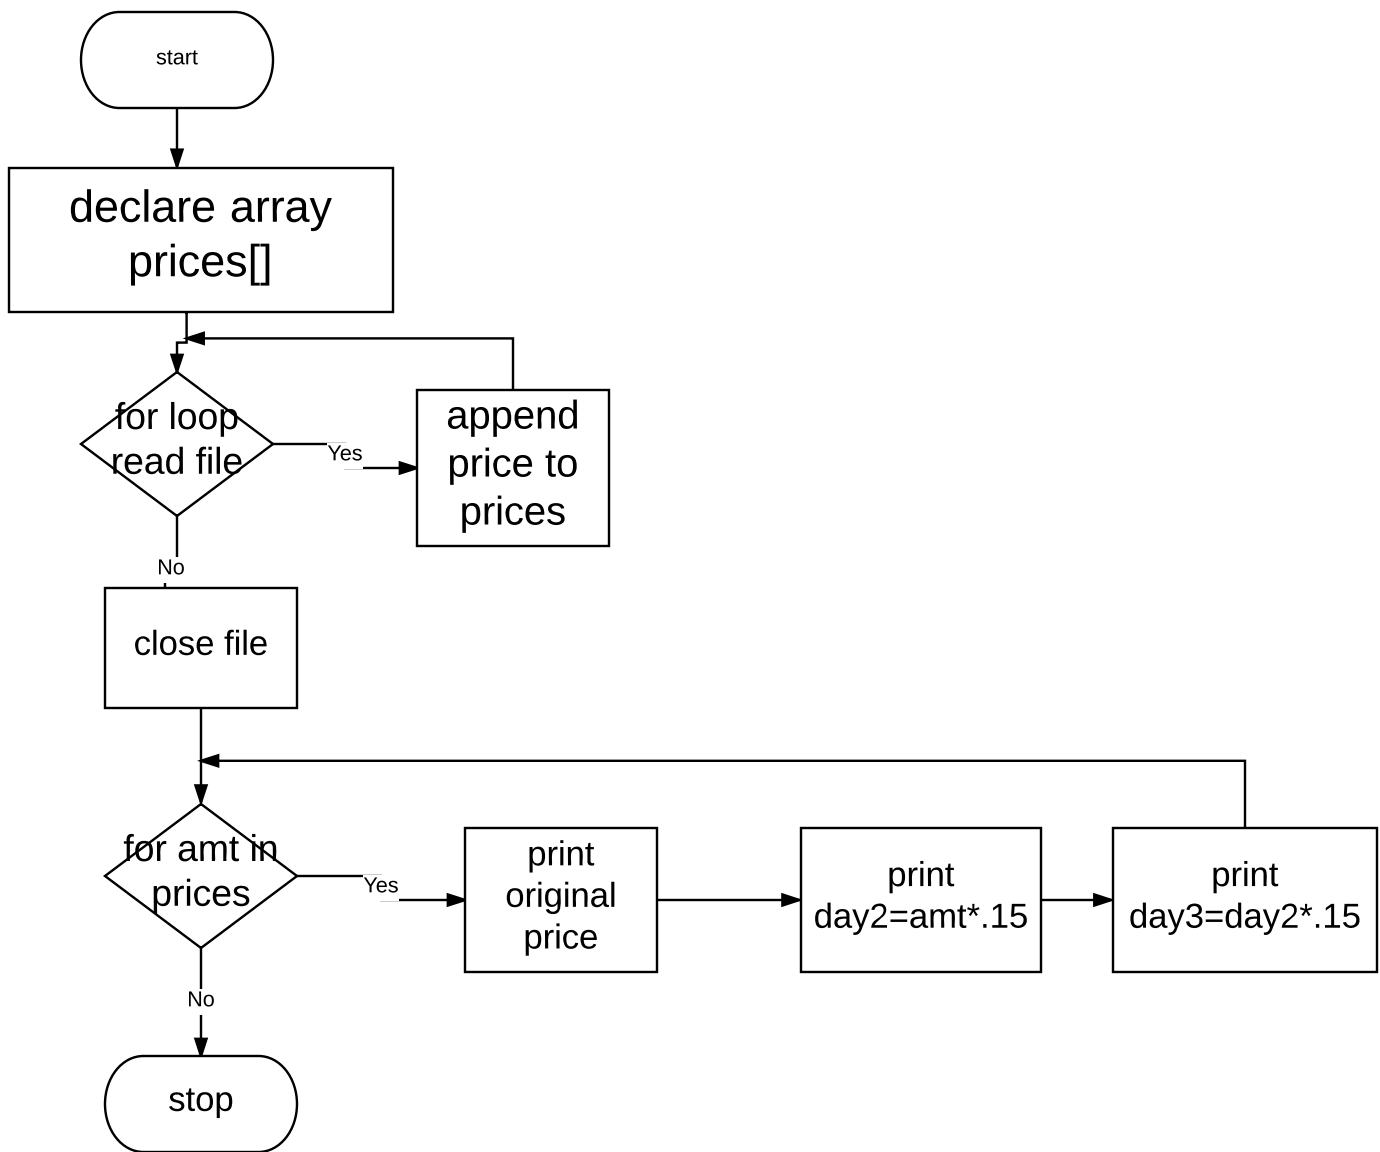 start
declare array
prices[]
for loop
read file
Yes
append
price to
prices
No
close file
for amt in
prices
Yes
print
original
price
print
day2=amt*.15
print
day3=day2*.15
No
stop